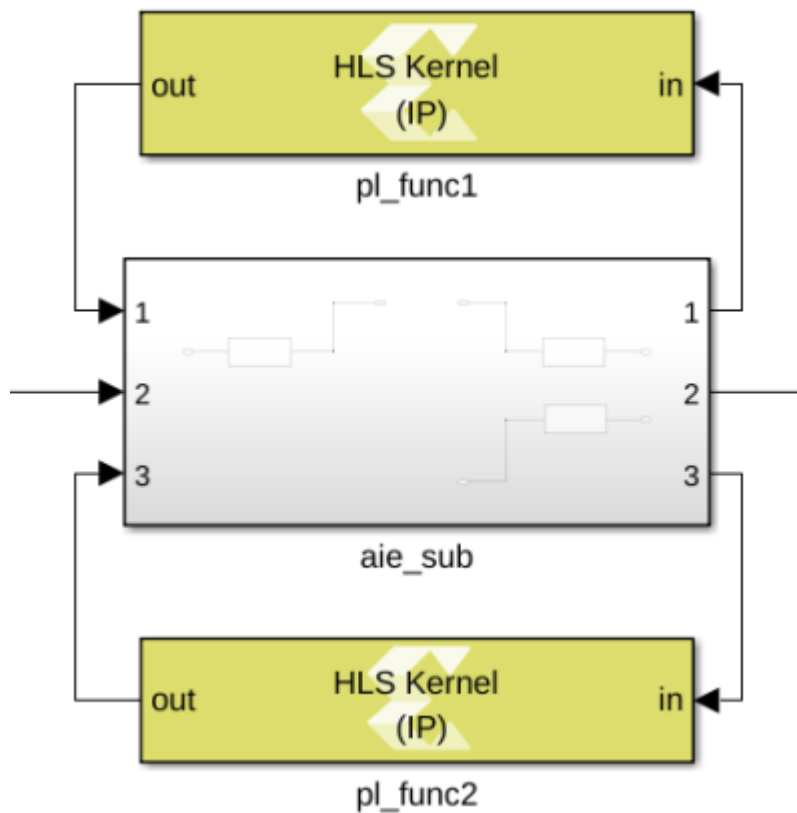 HLS Kernel
(IP)
out
in
pl_func1
1
1
2
2
3
3
aie_sub
HLS Kernel
(IP)
out
in
pl_func2